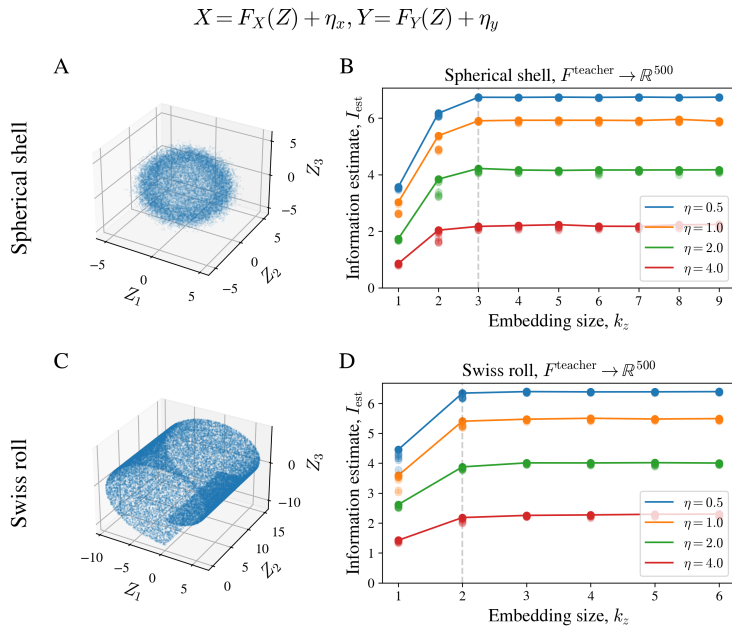 X = F_X(Z) + η_x, Y = F_Y(Z) + η_y
A
Spherical shell
−5
0
5
Z_1
−5
0
5
Z_2
−5
0
5
Z_3
B
Spherical shell, F^teacher → ℝ^500
Information estimate, I_est
0
2
4
6
1 2 3 4 5 6 7 8 9
Embedding size, k_z
η = 0.5
η = 1.0
η = 2.0
η = 4.0
C
Swiss roll
−10
−5
0
5
Z_1
0
5
10
15
Z_2
−10
0
Z_3
D
Swiss roll, F^teacher → ℝ^500
Information estimate, I_est
0
1
2
3
4
5
6
1 2 3 4 5 6
Embedding size, k_z
η = 0.5
η = 1.0
η = 2.0
η = 4.0